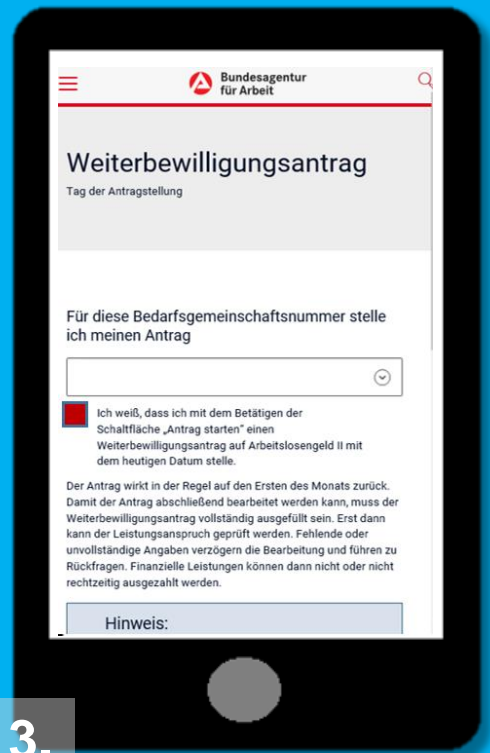 Bundesagentur
für Arbeit
Weiterbewilligungsantrag
Tag der Antragstellung
Für diese Bedarfsgemeinschaftsnummer stelle
ich meinen Antrag
Ich weiß, dass ich mit dem Betätigen der
Schaltfläche „Antrag starten“ einen
Weiterbewilligungsantrag auf Arbeitslosengeld II mit
dem heutigen Datum stelle.
Der Antrag wirkt in der Regel auf den Ersten des Monats zurück.
Damit der Antrag abschließend bearbeitet werden kann, muss der
Weiterbewilligungsantrag vollständig ausgefüllt sein. Erst dann
kann der Leistungsanspruch geprüft werden. Fehlende oder
unvollständige Angaben verzögern die Bearbeitung und führen zu
Rückfragen. Finanzielle Leistungen können dann nicht oder nicht
rechtzeitig ausgezahlt werden.
Hinweis:
3.